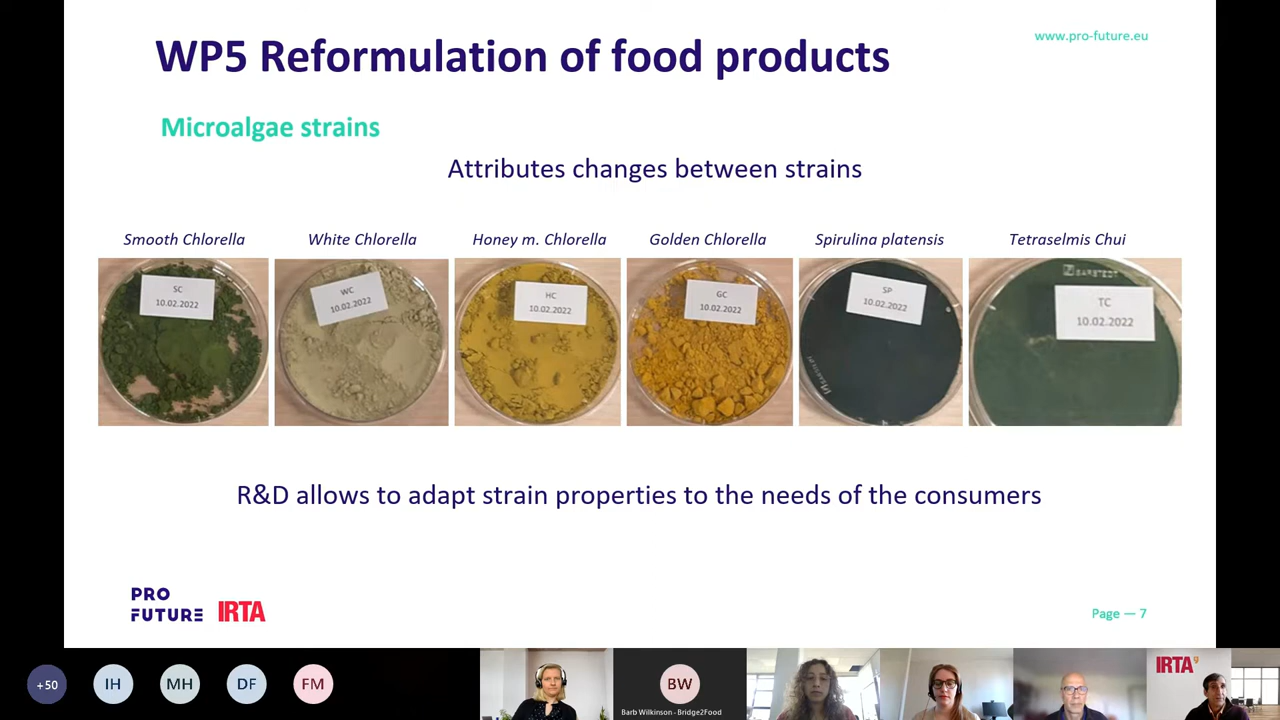 WP5 Reformulation of food products
www.pro-future.eu
Microalgae strains
Attributes changes between strains
Smooth Chlorella
White Chlorella
Honey m. Chlorella
Golden Chlorella
Spirulina platensis
Tetraselmis Chui
SC
10.02.2022
WC
10.02.2022
HC
10.02.2022
GC
10.02.2022
SP
10.02.2022
SARSTEDT
TC
10.02.2022
R&D allows to adapt strain properties to the needs of the consumers
PRO
FUTURE
IRTA
Page — 7
+50
IH
MH
DF
FM
BW
Barb Wilkinson - Bridge2Food
IRTA